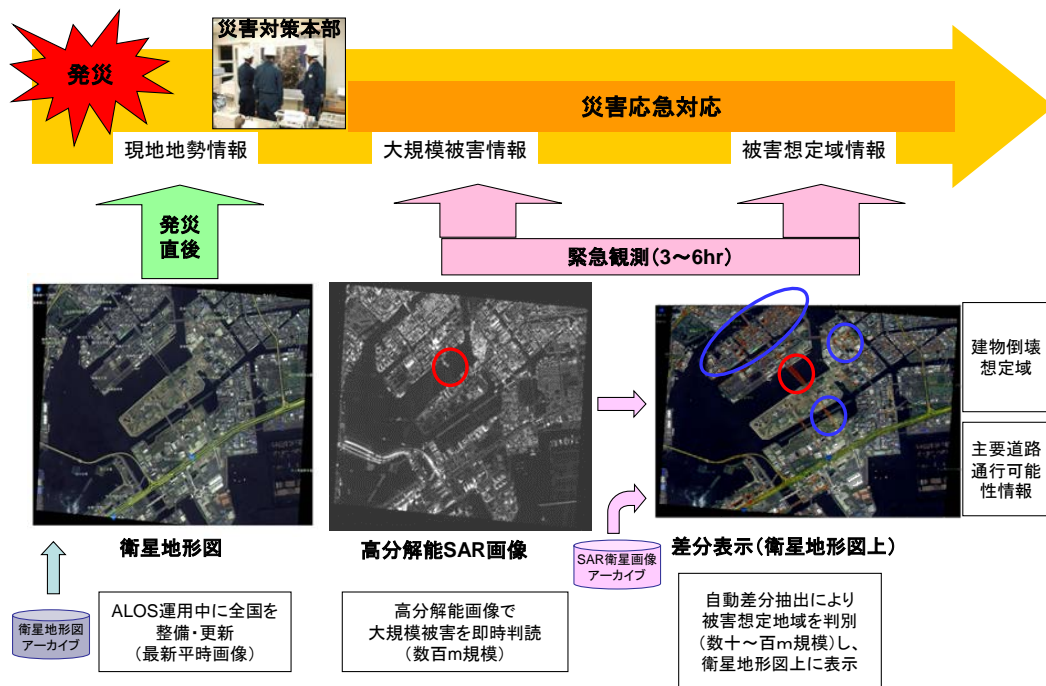 発災
災害対策本部
災害応急対応
現地地勢情報
大規模被害情報
被害想定域情報
発災
直後
緊急観測(3~6hr)
建物倒壊
想定域
主要道路
通行可能
性情報
衛星地形図
高分解能SAR画像
差分表示(衛星地形図上)
SAR衛星画像
アーカイブ
衛星地形図
アーカイブ
ALOS運用中に全国を
整備・更新
(最新平時画像)
高分解能画像で
大規模被害を即時判読
(数百m規模)
自動差分抽出により
被害想定地域を判別
(数十~百m規模)し、
衛星地形図上に表示